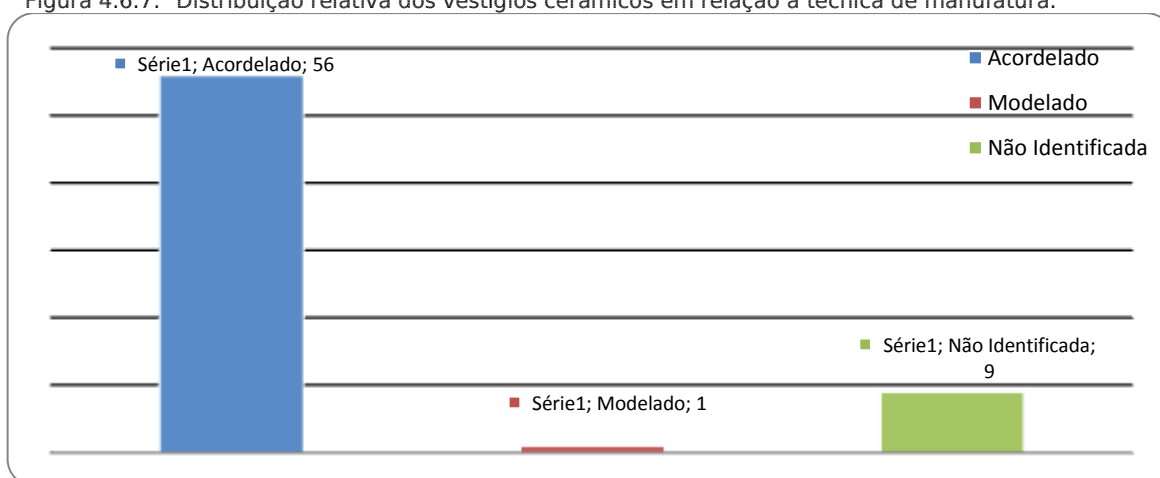 Figura 4.6.7. Distribuição relativa dos vestígios cerâmicos em relação a técnica de manufatura.
Série1; Acordelado; 56
Acordelado
Modelado
Não Identificada
Série1; Não Identificada;
9
Série1; Modelado; 1